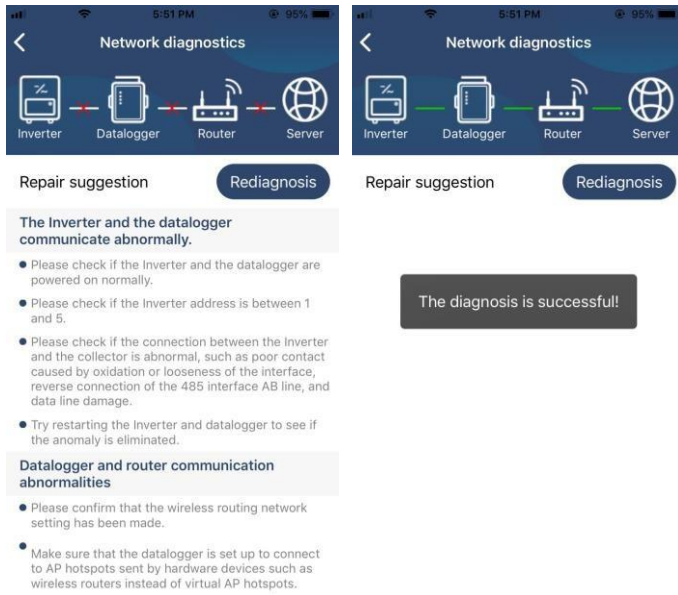 5:51 PM
95%
Network diagnostics
Inverter
Datalogger
Router
Server
Repair suggestion
Rediagnosis
The Inverter and the datalogger
communicate abnormally.
Please check if the Inverter and the datalogger are
powered on normally.
Please check if the Inverter address is between 1
and 5.
Please check if the connection between the Inverter
and the collector is abnormal, such as poor contact
caused by oxidation or looseness of the interface,
reverse connection of the 485 interface AB line, and
data line damage.
Try restarting the Inverter and datalogger to see if
the anomaly is eliminated.
Datalogger and router communication
abnormalities
Please confirm that the wireless routing network
setting has been made.
Make sure that the datalogger is set up to connect
to AP hotspots sent by hardware devices such as
wireless routers instead of virtual AP hotspots.
5:51 PM
95%
Network diagnostics
Inverter
Datalogger
Router
Server
Repair suggestion
Rediagnosis
The diagnosis is successful!